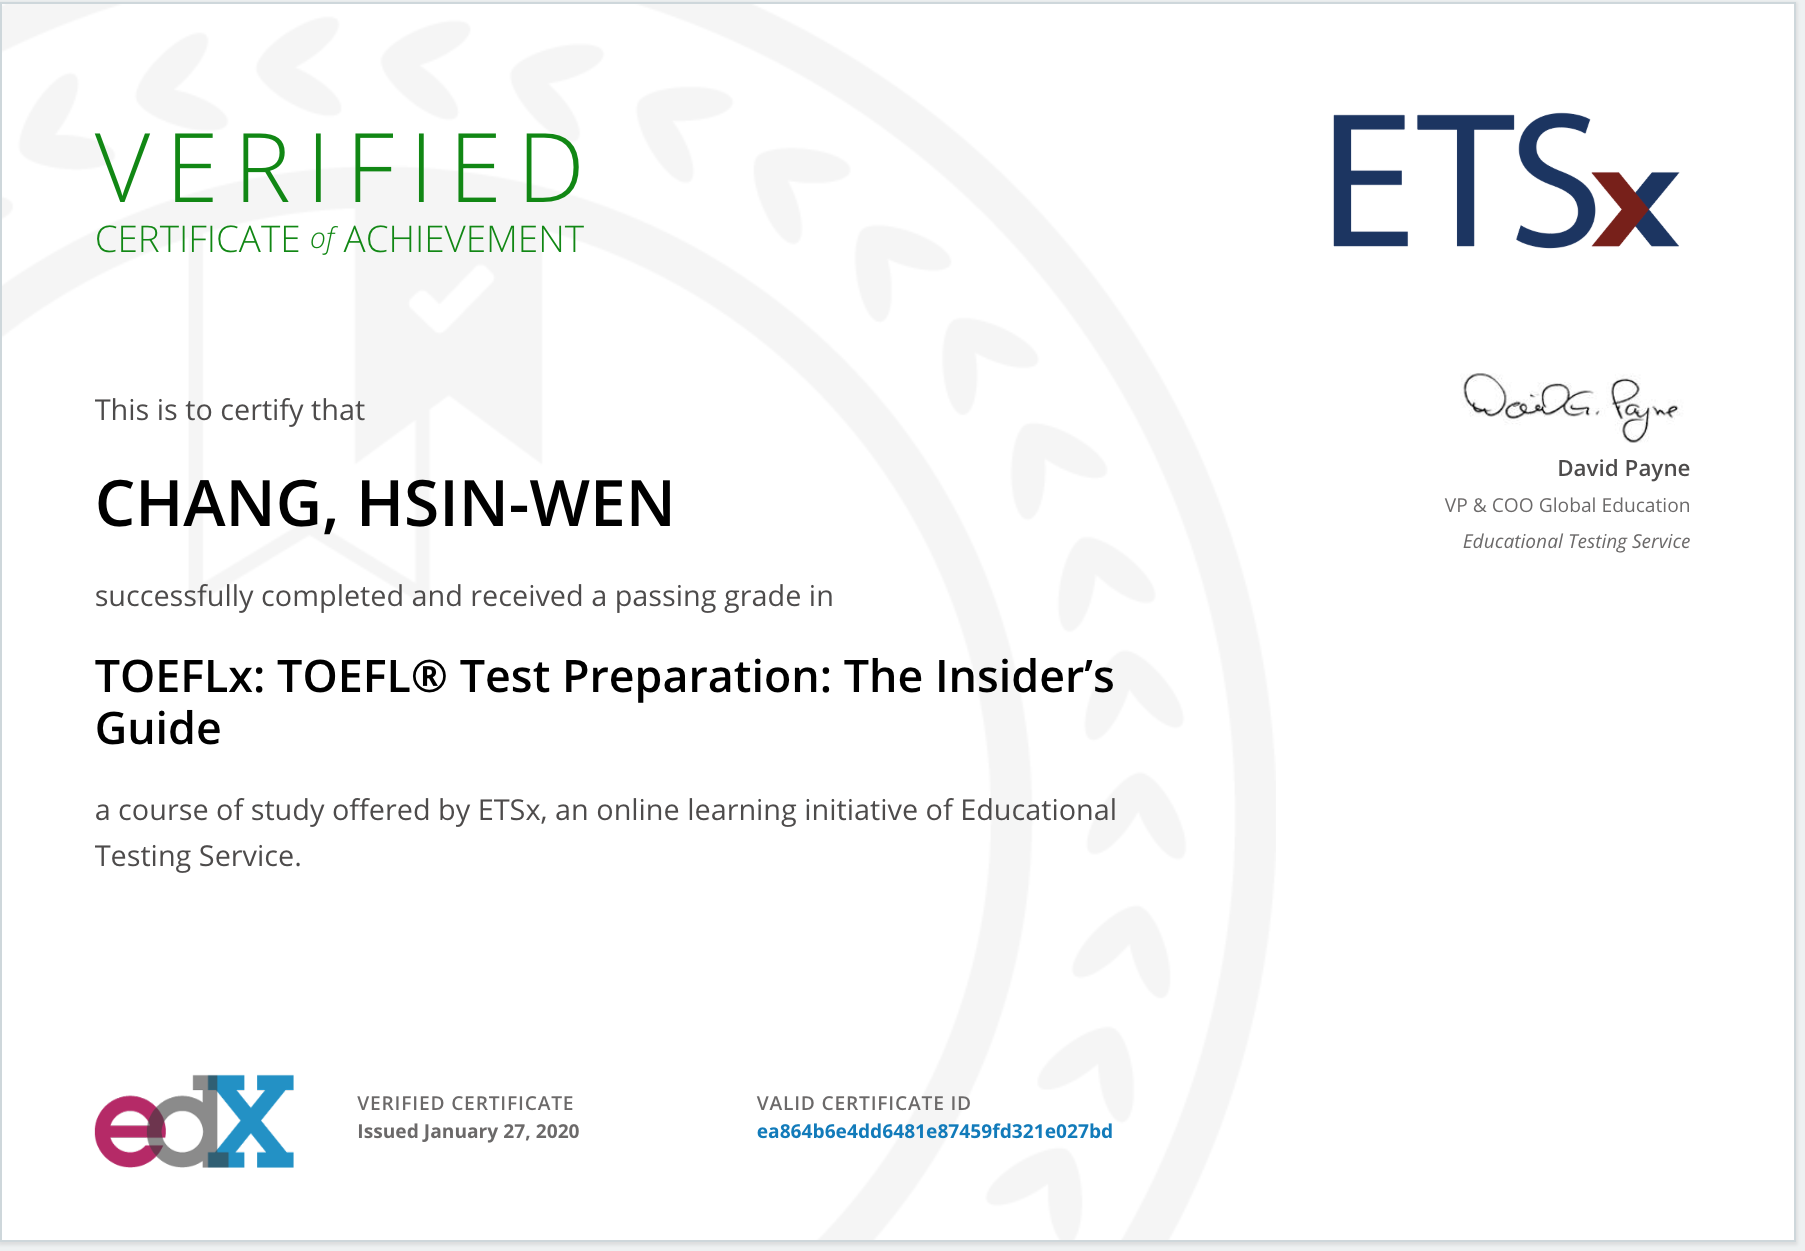 VERIFIED
CERTIFICATE of ACHIEVEMENT
ETSx
This is to certify that
CHANG, HSIN-WEN
successfully completed and received a passing grade in
TOEFLx: TOEFL® Test Preparation: The Insider’s
Guide
a course of study offered by ETSx, an online learning initiative of Educational
Testing Service.
David G. Payne
David Payne
VP & COO Global Education
Educational Testing Service
edX
VERIFIED CERTIFICATE
Issued January 27, 2020
VALID CERTIFICATE ID
ea864b6e4dd6481e87459fd321e027bd